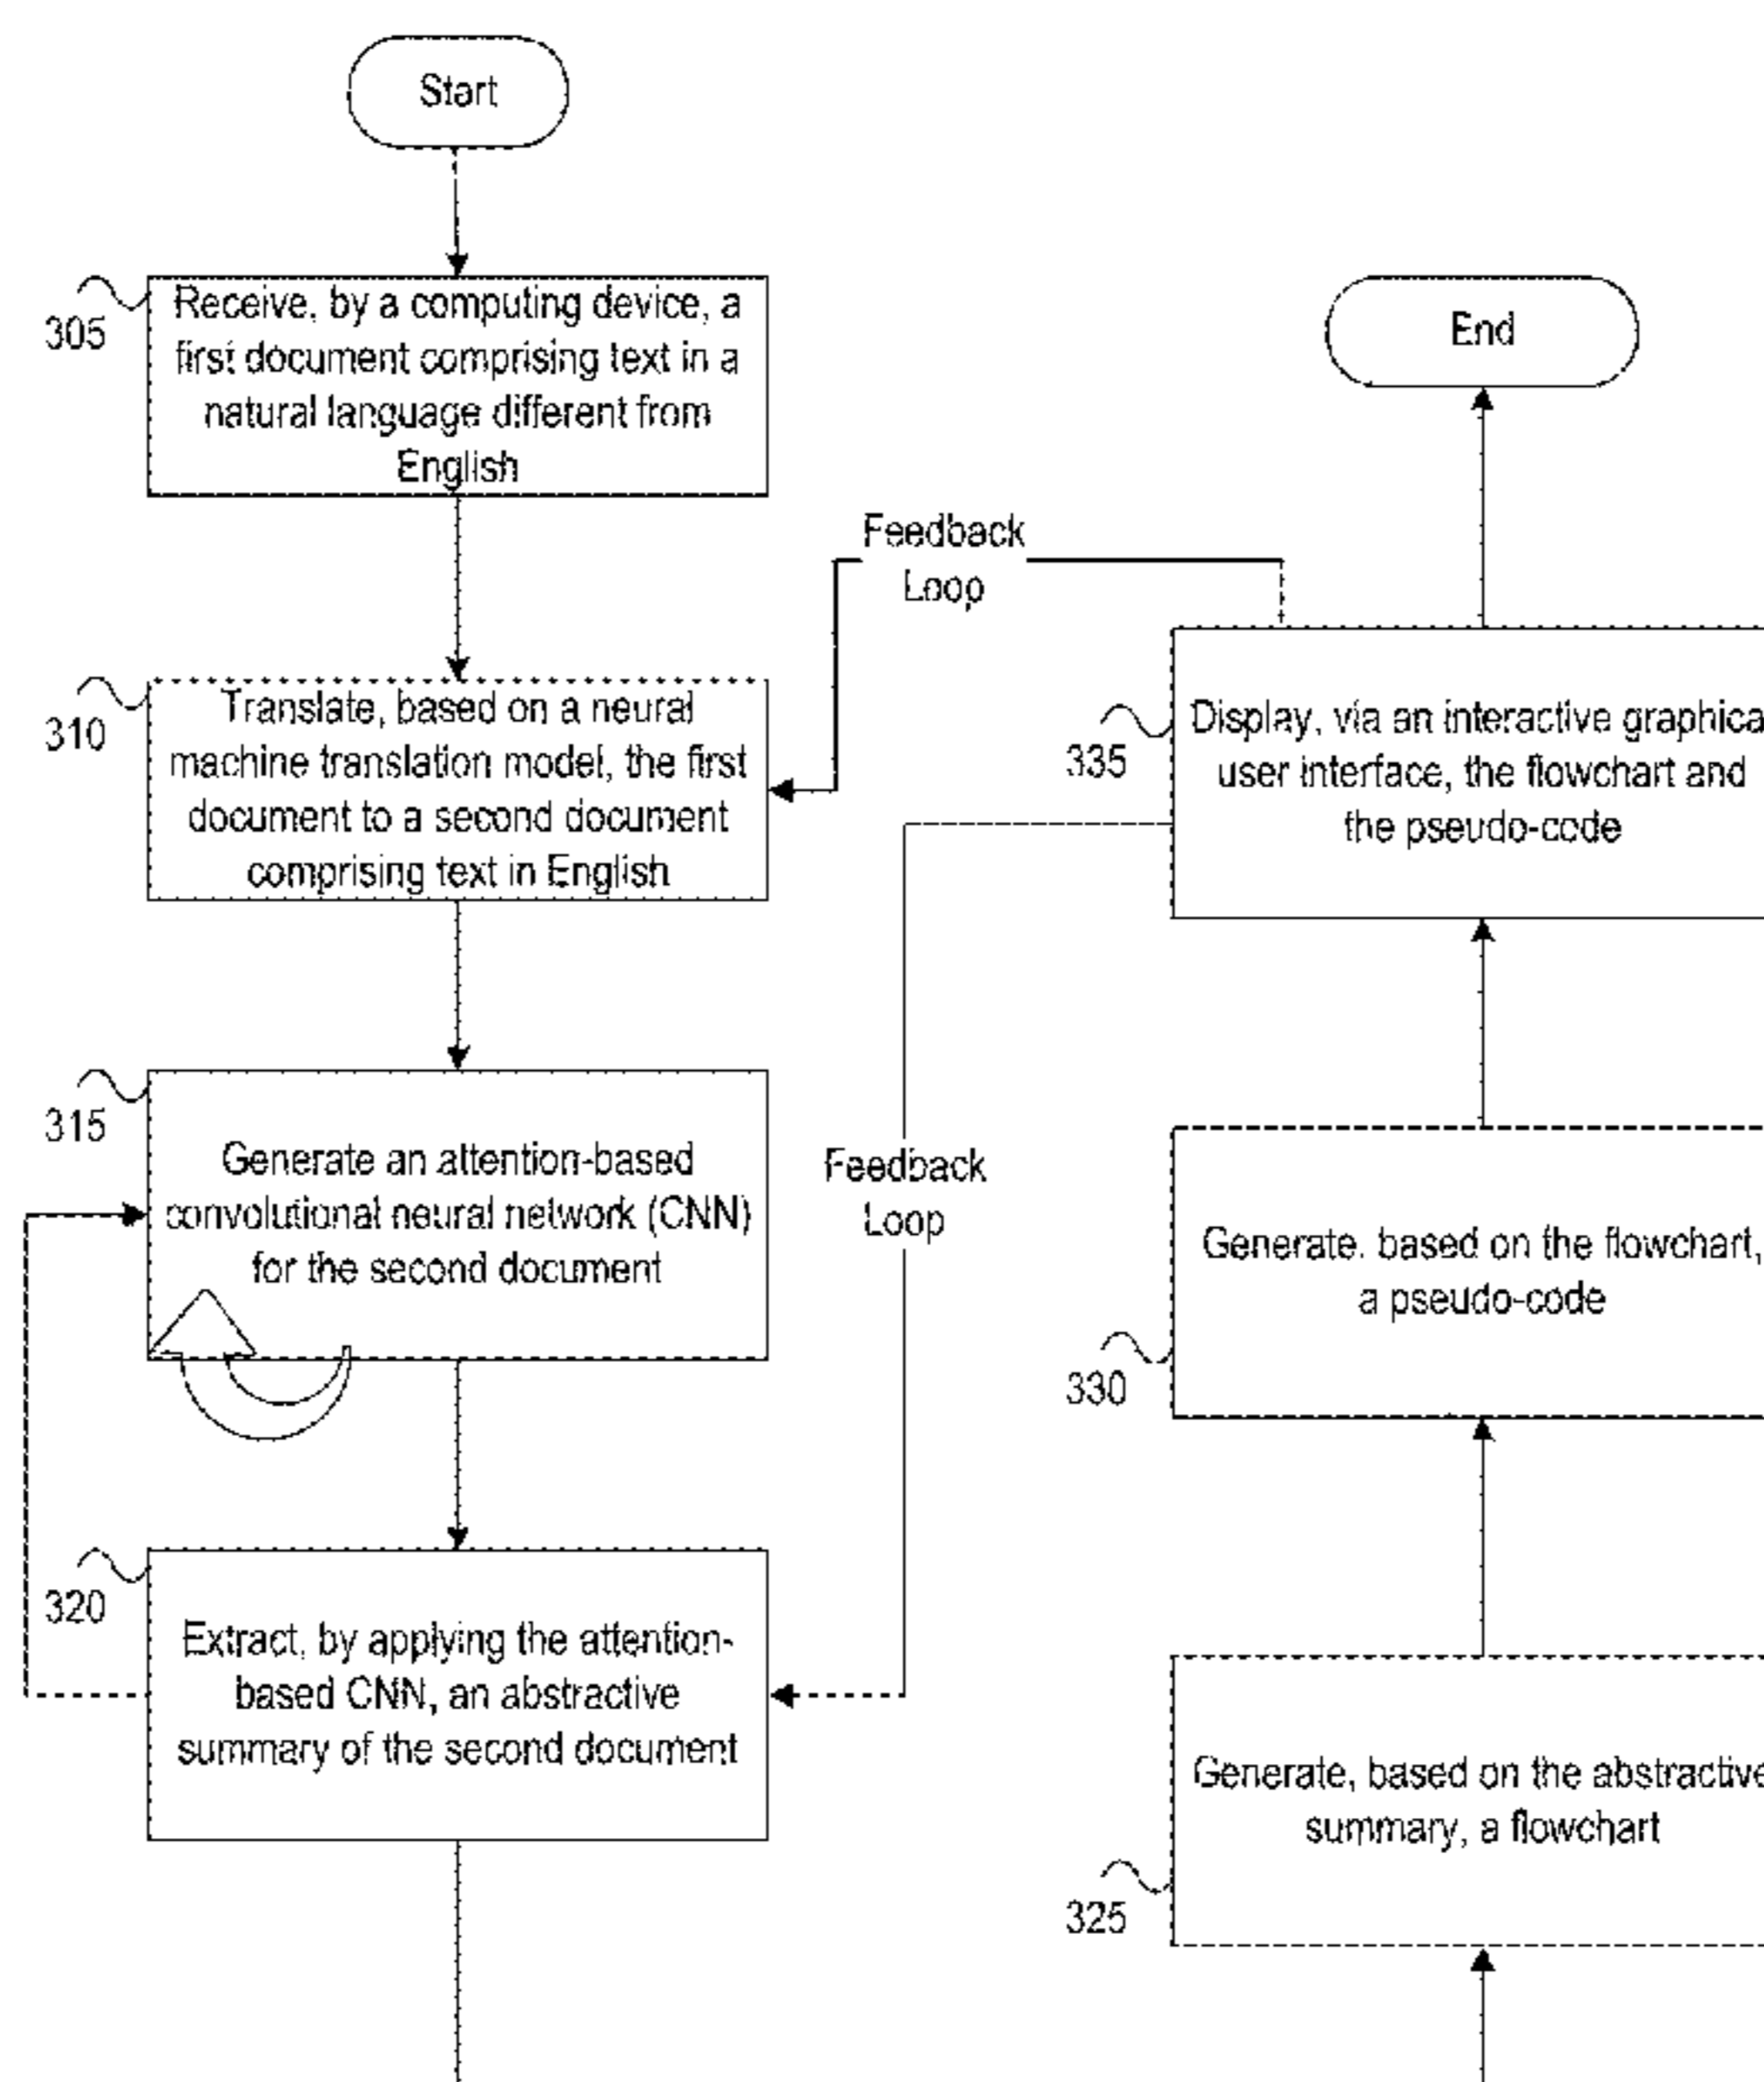 Start
305
Receive, by a computing device, a
first document comprising text in a
natural language different from
English
310
Translate, based on a neural
machine translation model, the first
document to a second document
comprising text in English
315
Generate an attention-based
convolutional neural network (CNN)
for the second document
320
Extract, by applying the attention-
based CNN, an abstractive
summary of the second document
Feedback
Loop
Feedback
Loop
End
335
Display, via an interactive graphica
user interface, the flowchart and
the pseudo-code
Generate, based on the flowchart,
a pseudo-code
330
Generate, based on the abstractive
summary, a flowchart
325